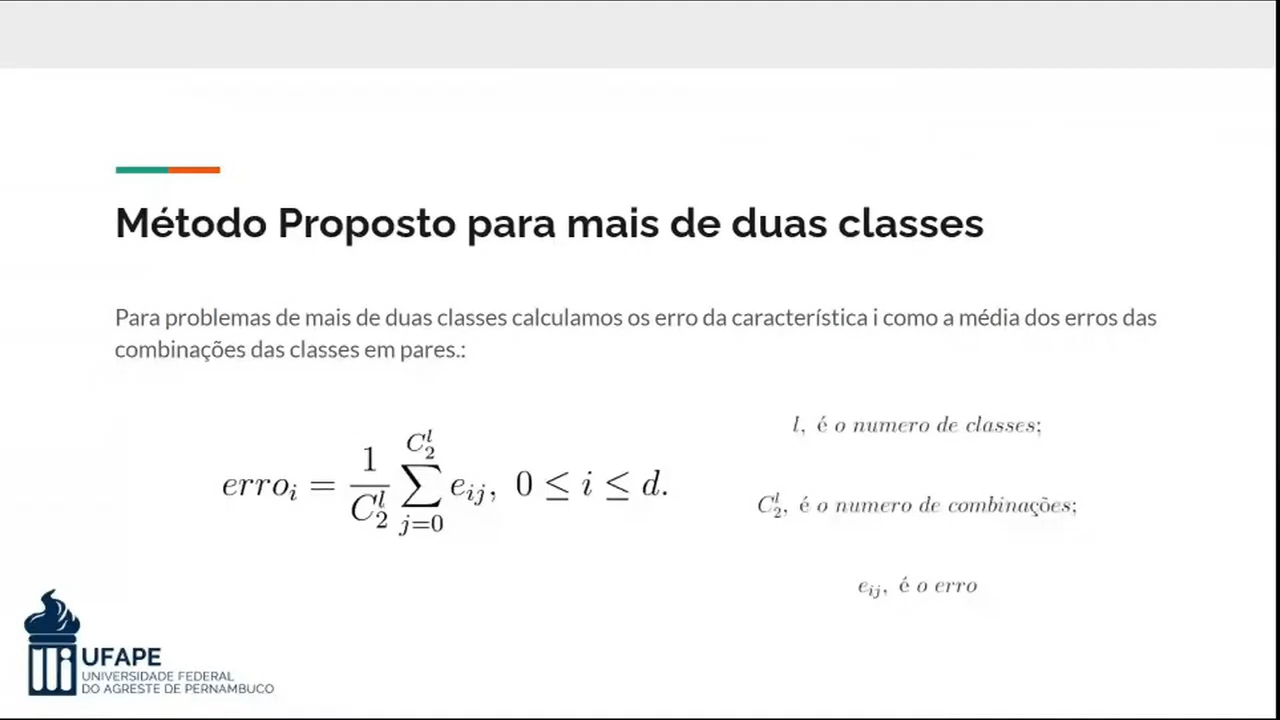 Método Proposto para mais de duas classes
Para problemas de mais de duas classes calculamos os erro da característica i como a média dos erros das
combinações das classes em pares.:
$erro_i = \frac{1}{C_2^l} \sum_{j=0}^{C_2^l} e_{ij}, \ 0 \leq i \leq d.$
$l$, é o numero de classes;
$C_2^l$, é o numero de combinações;
$e_{ij}$, é o erro
UFAPE
UNIVERSIDADE FEDERAL
DO AGRESTE DE PERNAMBUCO